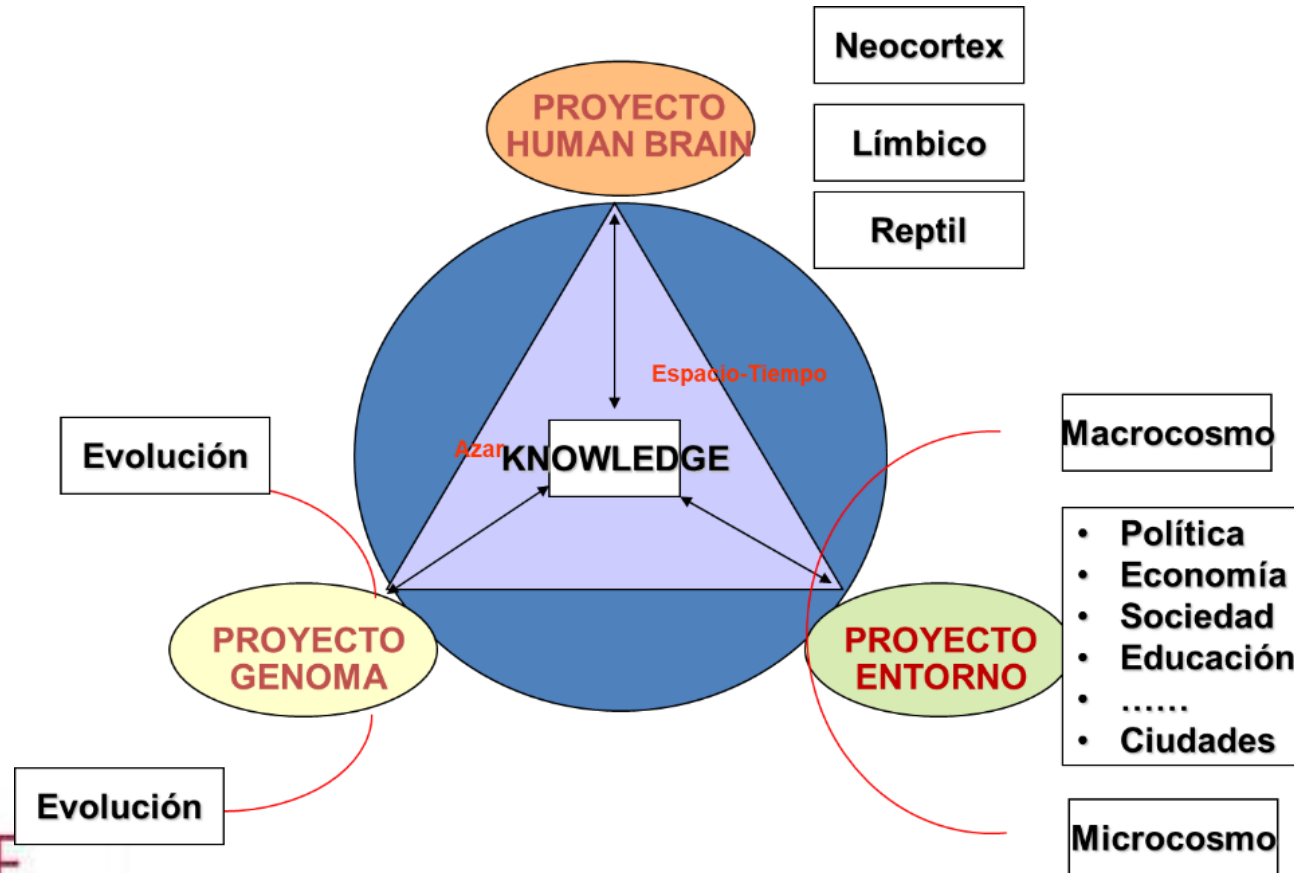 Neocortex
PROYECTO
HUMAN BRAIN
Límbico
Reptil
Espacio-Tiempo
Azar
KNOWLEDGE
Evolución
Macrocosmo
• Política
• Economía
• Sociedad
• Educación
• ......
• Ciudades
PROYECTO
GENOMA
PROYECTO
ENTORNO
Evolución
Microcosmo